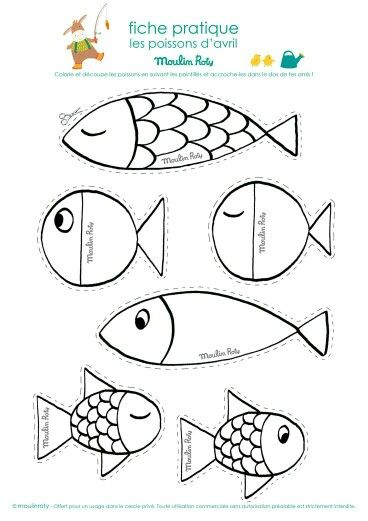 fiche pratique
les poissons d'avril
Moulin Roty
Colorie et découpe les poissons en suivant les pointillés et accroche-les dans le dos de tes amis !
Moulin Roty
Moulin Roty
Moulin Roty
Moulin Roty
Moulin Roty
Moulin Roty
© moulinroty - Offert pour un usage dans le cercle privé. Toute utilisation commerciale sans autorisation préalable est strictement interdite.